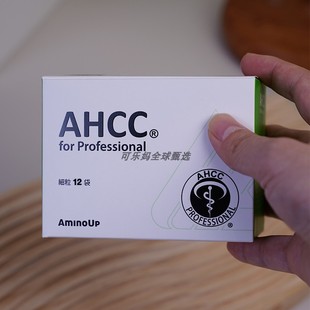 AHCC®
for Professional
可乐妈全球甄选
細粒 12 袋
AMINOUP
AHCC
PROFESSIONAL
®